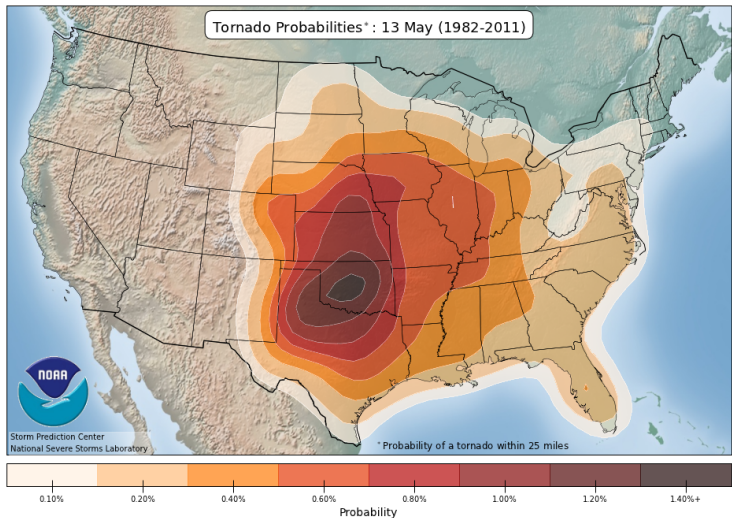 Tornado Probabilities*: 13 May (1982-2011)
NOAA
Storm Prediction Center
National Severe Storms Laboratory
*Probability of a tornado within 25 miles
0.10% 0.20% 0.40% 0.60% 0.80% 1.00% 1.20% 1.40%+
Probability